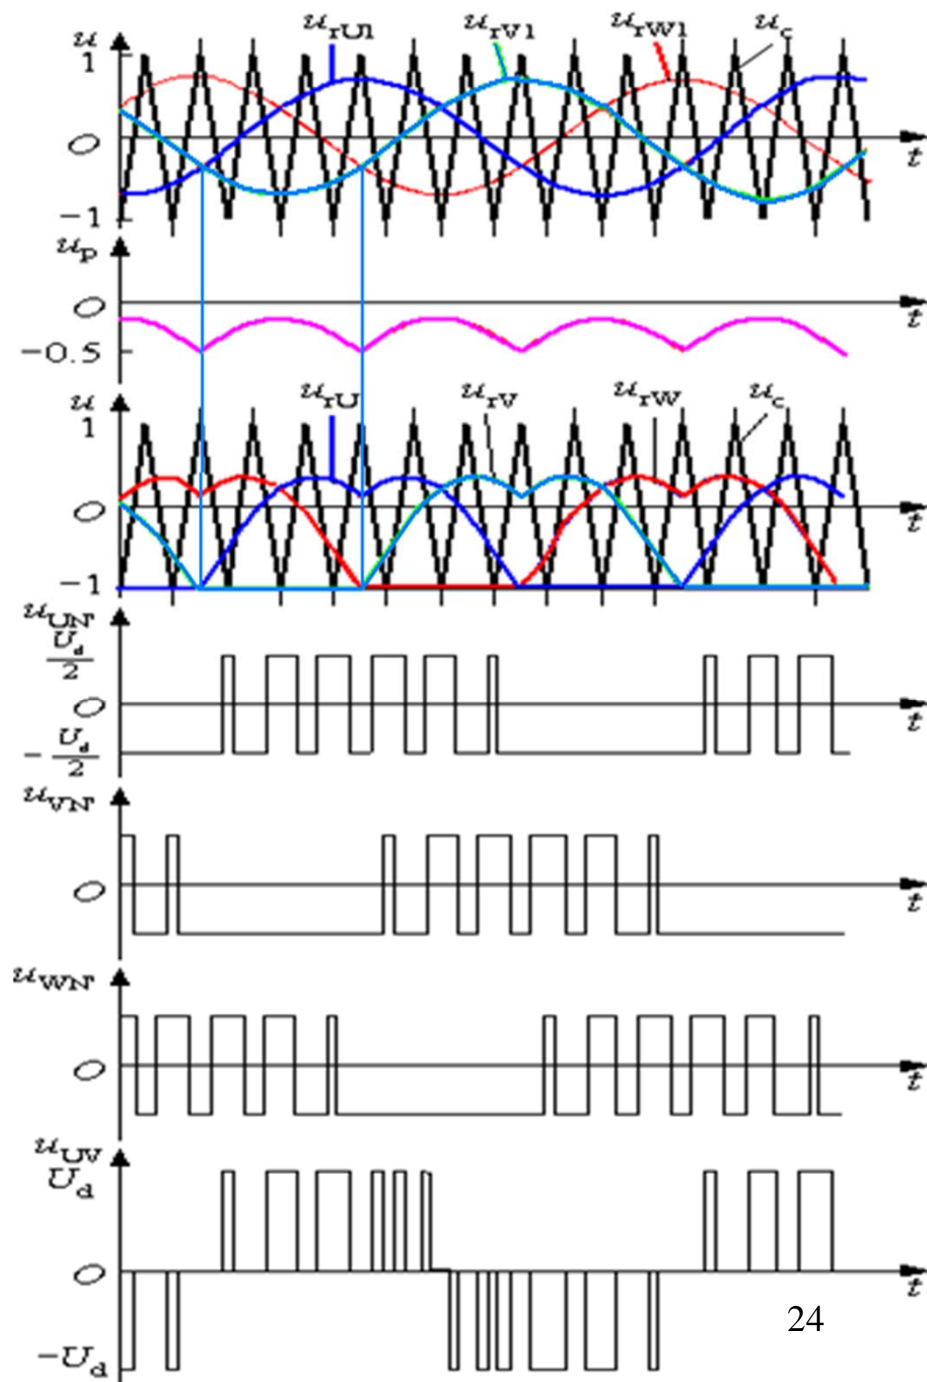 u u_rU1 u_rV1 u_rW1 u_c
1
O t
−1
u_P
O t
−0.5
u u_rU u_rV u_rW u_c
1
O t
−1
u_UN'
U_d/2
O t
− U_d/2
u_VN'
O t
u_WN'
O t
u_UV
U_d
O t
24
−U_d